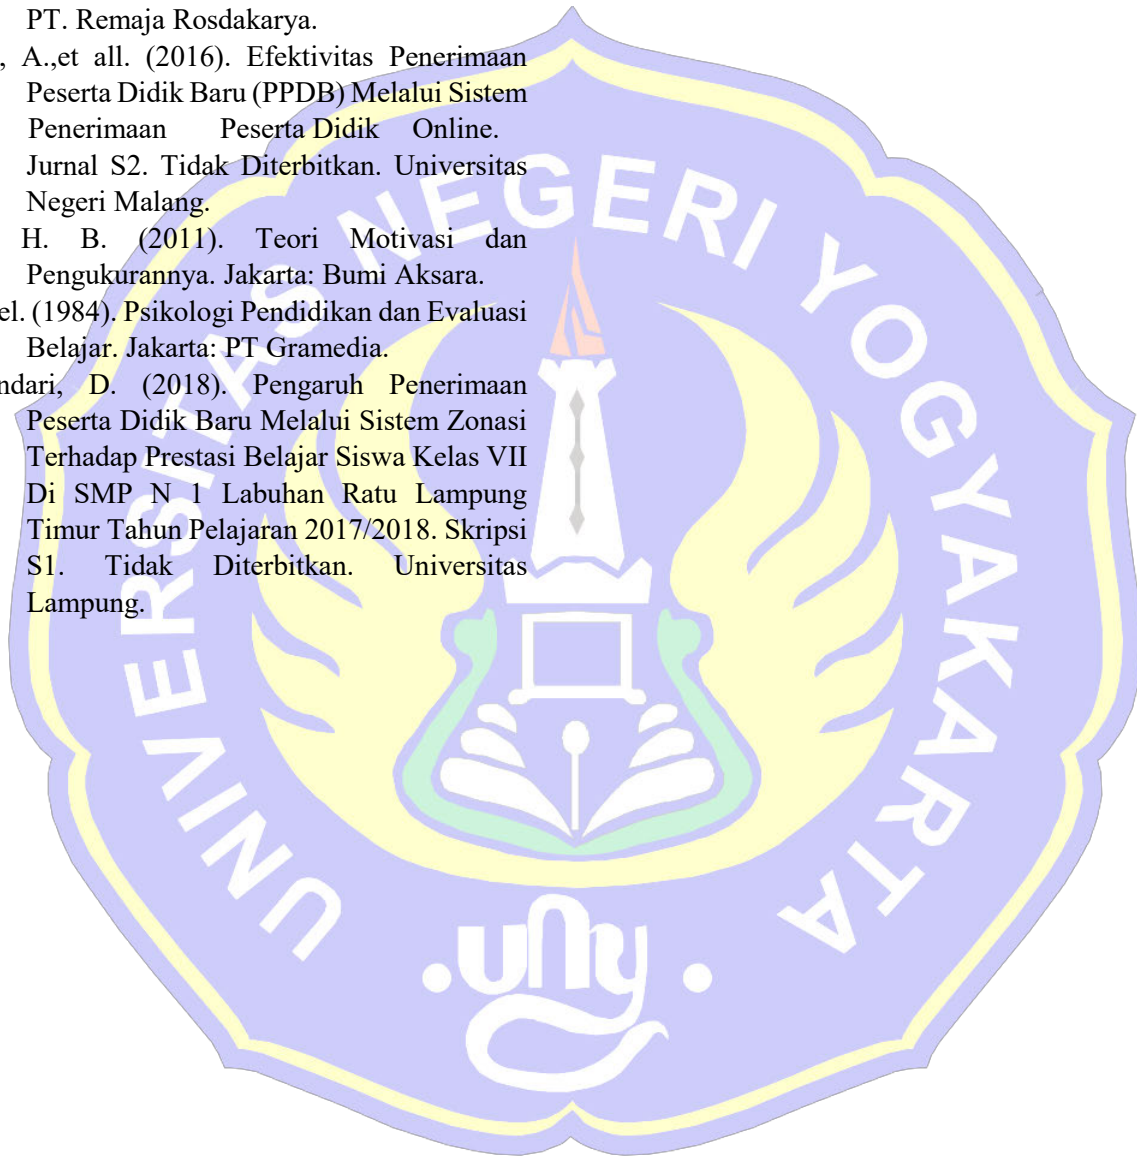 PT. Remaja Rosdakarya.
, A.,et all. (2016). Efektivitas Penerimaan
Peserta Didik Baru (PPDB) Melalui Sistem
Penerimaan Peserta Didik Online.
Jurnal S2. Tidak Diterbitkan. Universitas
Negeri Malang.
H. B. (2011). Teori Motivasi dan
Pengukurannya. Jakarta: Bumi Aksara.
el. (1984). Psikologi Pendidikan dan Evaluasi
Belajar. Jakarta: PT Gramedia.
ndari, D. (2018). Pengaruh Penerimaan
Peserta Didik Baru Melalui Sistem Zonasi
Terhadap Prestasi Belajar Siswa Kelas VII
Di SMP N 1 Labuhan Ratu Lampung
Timur Tahun Pelajaran 2017/2018. Skripsi
S1. Tidak Diterbitkan. Universitas
Lampung.
UNIVERSITAS NEGERI YOGYAKARTA
uny